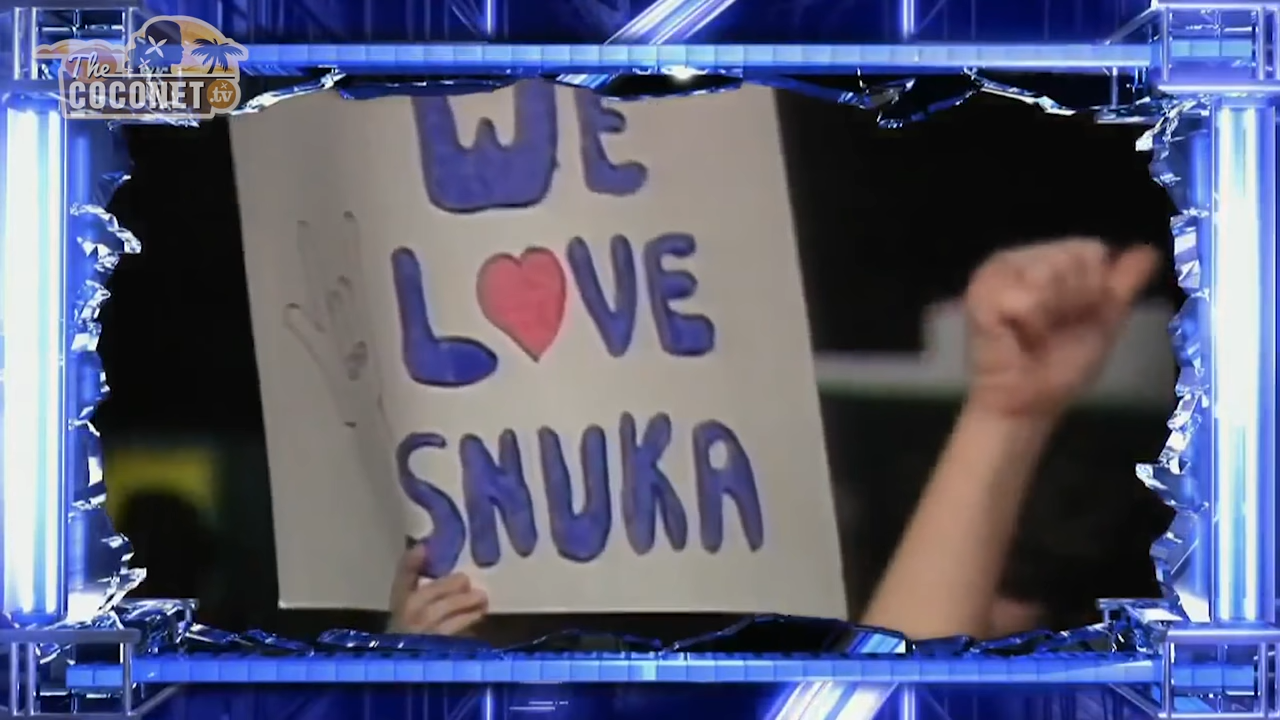 The
COCONET
.tv
WE
L❤VE
SNUKA